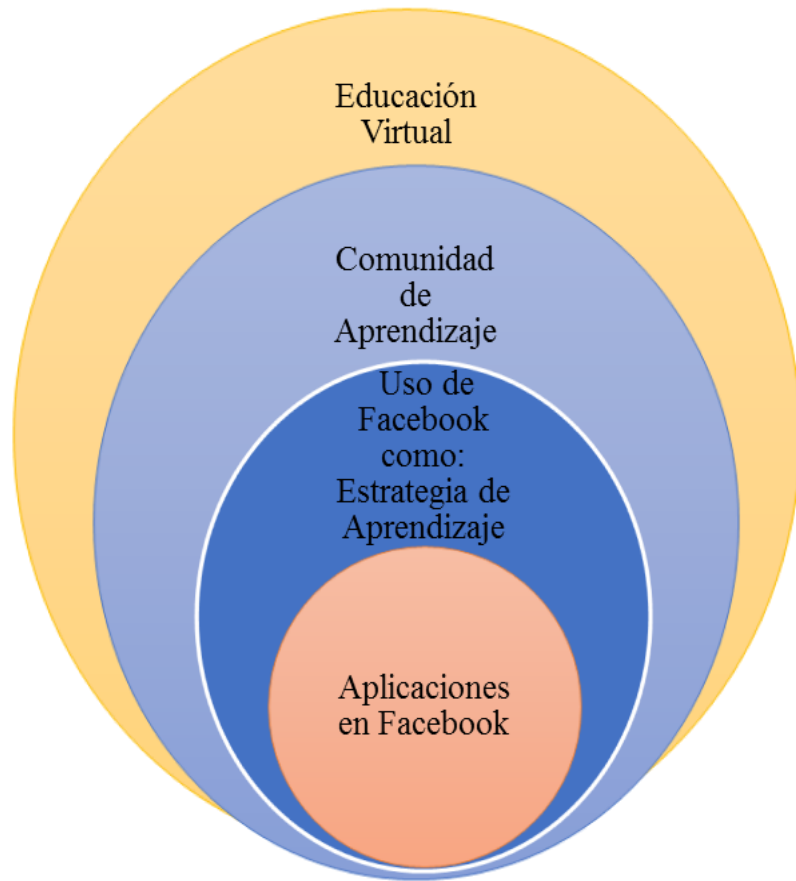 Educación
Virtual
Comunidad
de
Aprendizaje
Uso de
Facebook
como:
Estrategia de
Aprendizaje
Aplicaciones
en Facebook